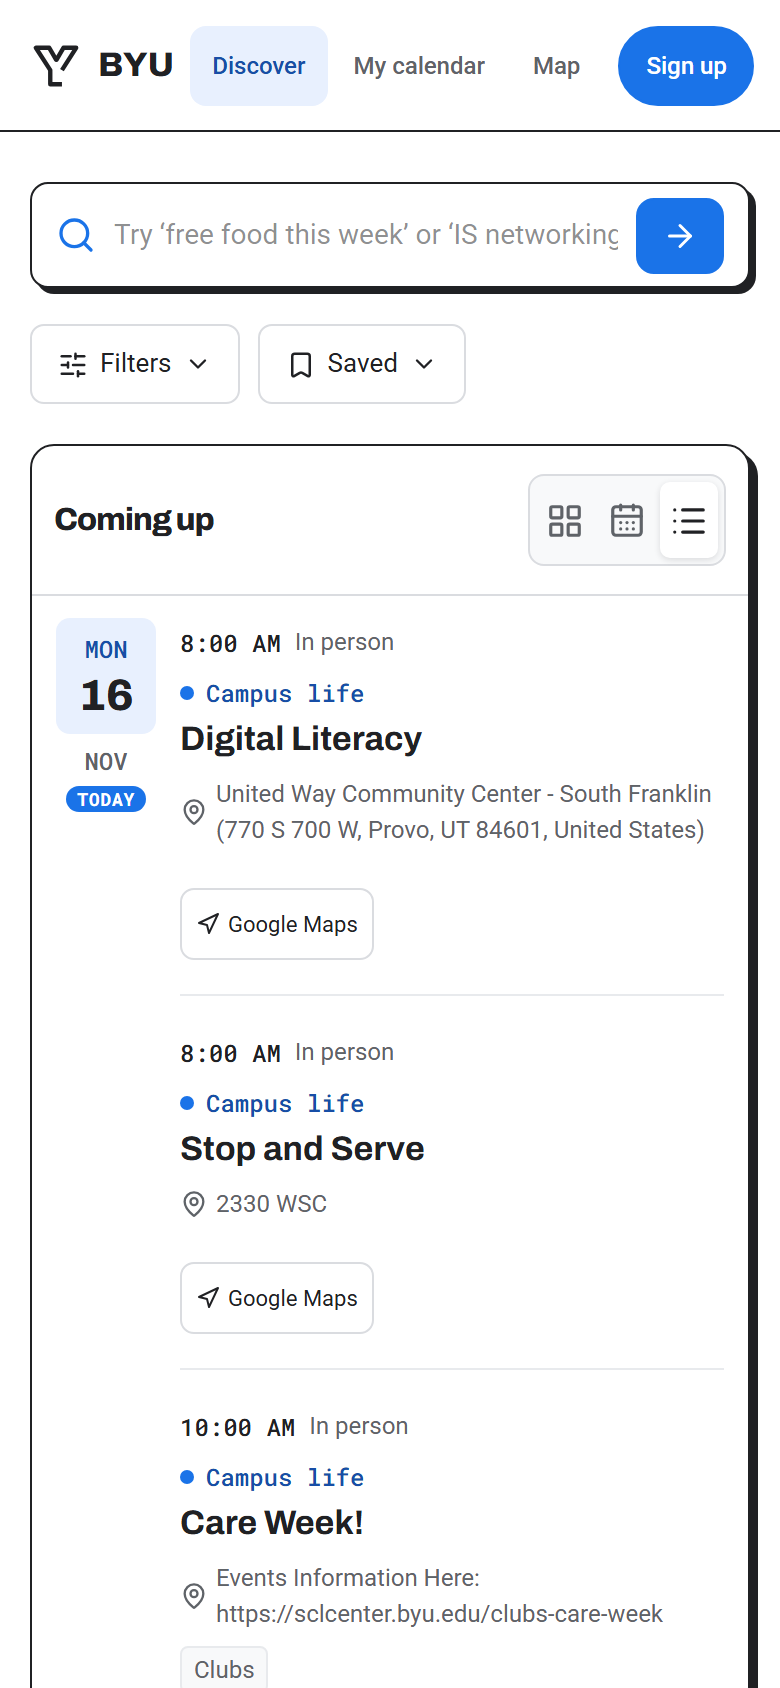 BYU
Discover
My calendar
Map
Sign up
Try ‘free food this week’ or ‘IS networking
Filters
Saved
Coming up
MON
16
NOV
TODAY
8:00 AM In person
Campus life
Digital Literacy
United Way Community Center - South Franklin
(770 S 700 W, Provo, UT 84601, United States)
Google Maps
8:00 AM In person
Campus life
Stop and Serve
2330 WSC
Google Maps
10:00 AM In person
Campus life
Care Week!
Events Information Here:
https://sclcenter.byu.edu/clubs-care-week
Clubs